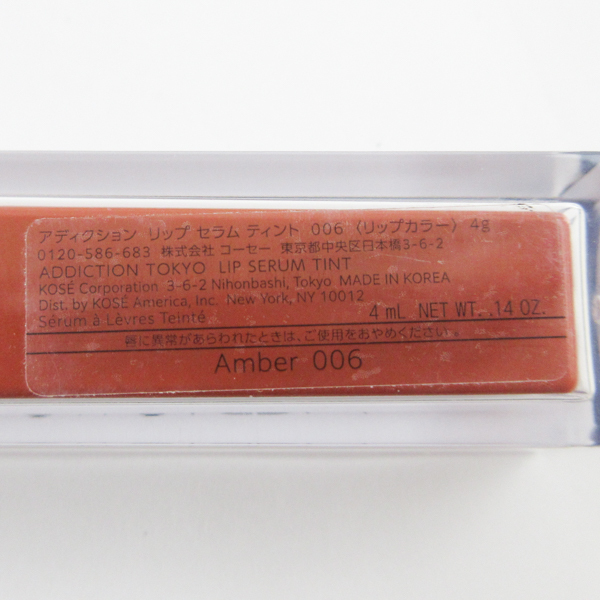 アディクション リップ セラム ティント 006 〈リップカラー〉 4g
0120-586-683 株式会社 コーセー 東京都中央区日本橋3-6-2
ADDICTION TOKYO LIP SERUM TINT
KOSÉ Corporation 3-6-2 Nihonbashi, Tokyo MADE IN KOREA
Dist. by KOSÉ America, Inc. New York, NY 10012
Sérum à Lèvres Teinté 4 mL NET WT. .14 OZ.
唇に異常があらわれたときは、ご使用をおやめください。
Amber 006